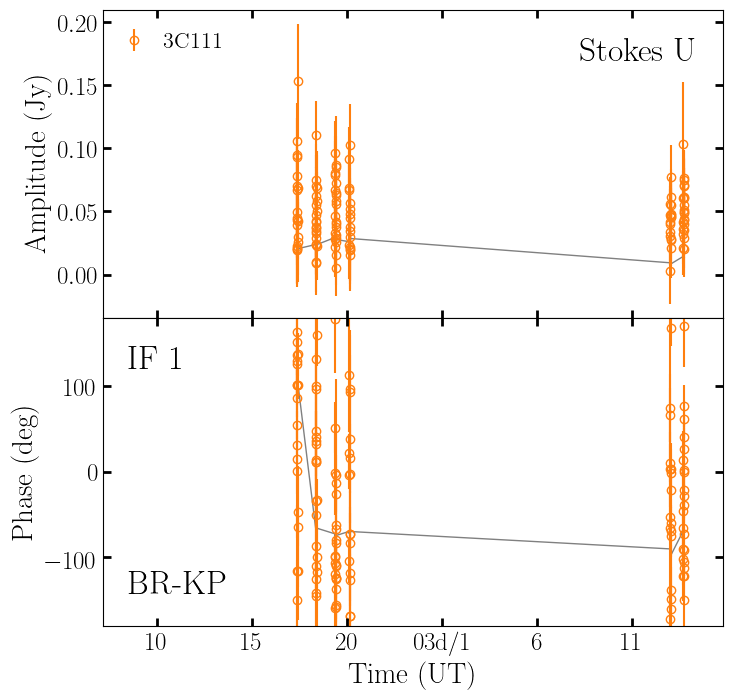 0.20
3C111
Stokes U
0.15
0.10
0.05
0.00
Amplitude (Jy)
IF 1
100
0
−100
Phase (deg)
BR-KP
10 15 20 03d/1 6 11
Time (UT)